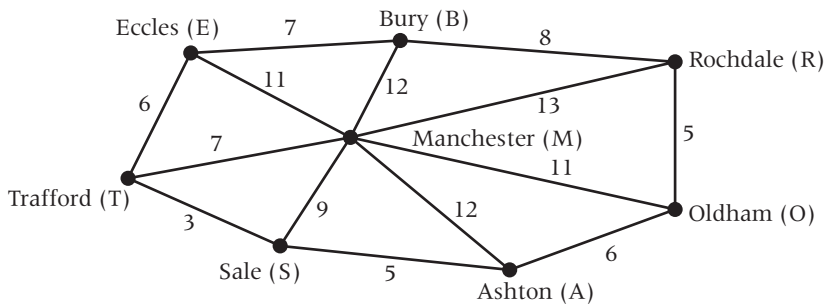 Bury (B)
Eccles (E)
7
8
Rochdale (R)
11
12
6
13
7
Manchester (M)
5
11
Trafford (T)
9
12
3
Oldham (O)
6
Sale (S)
5
Ashton (A)